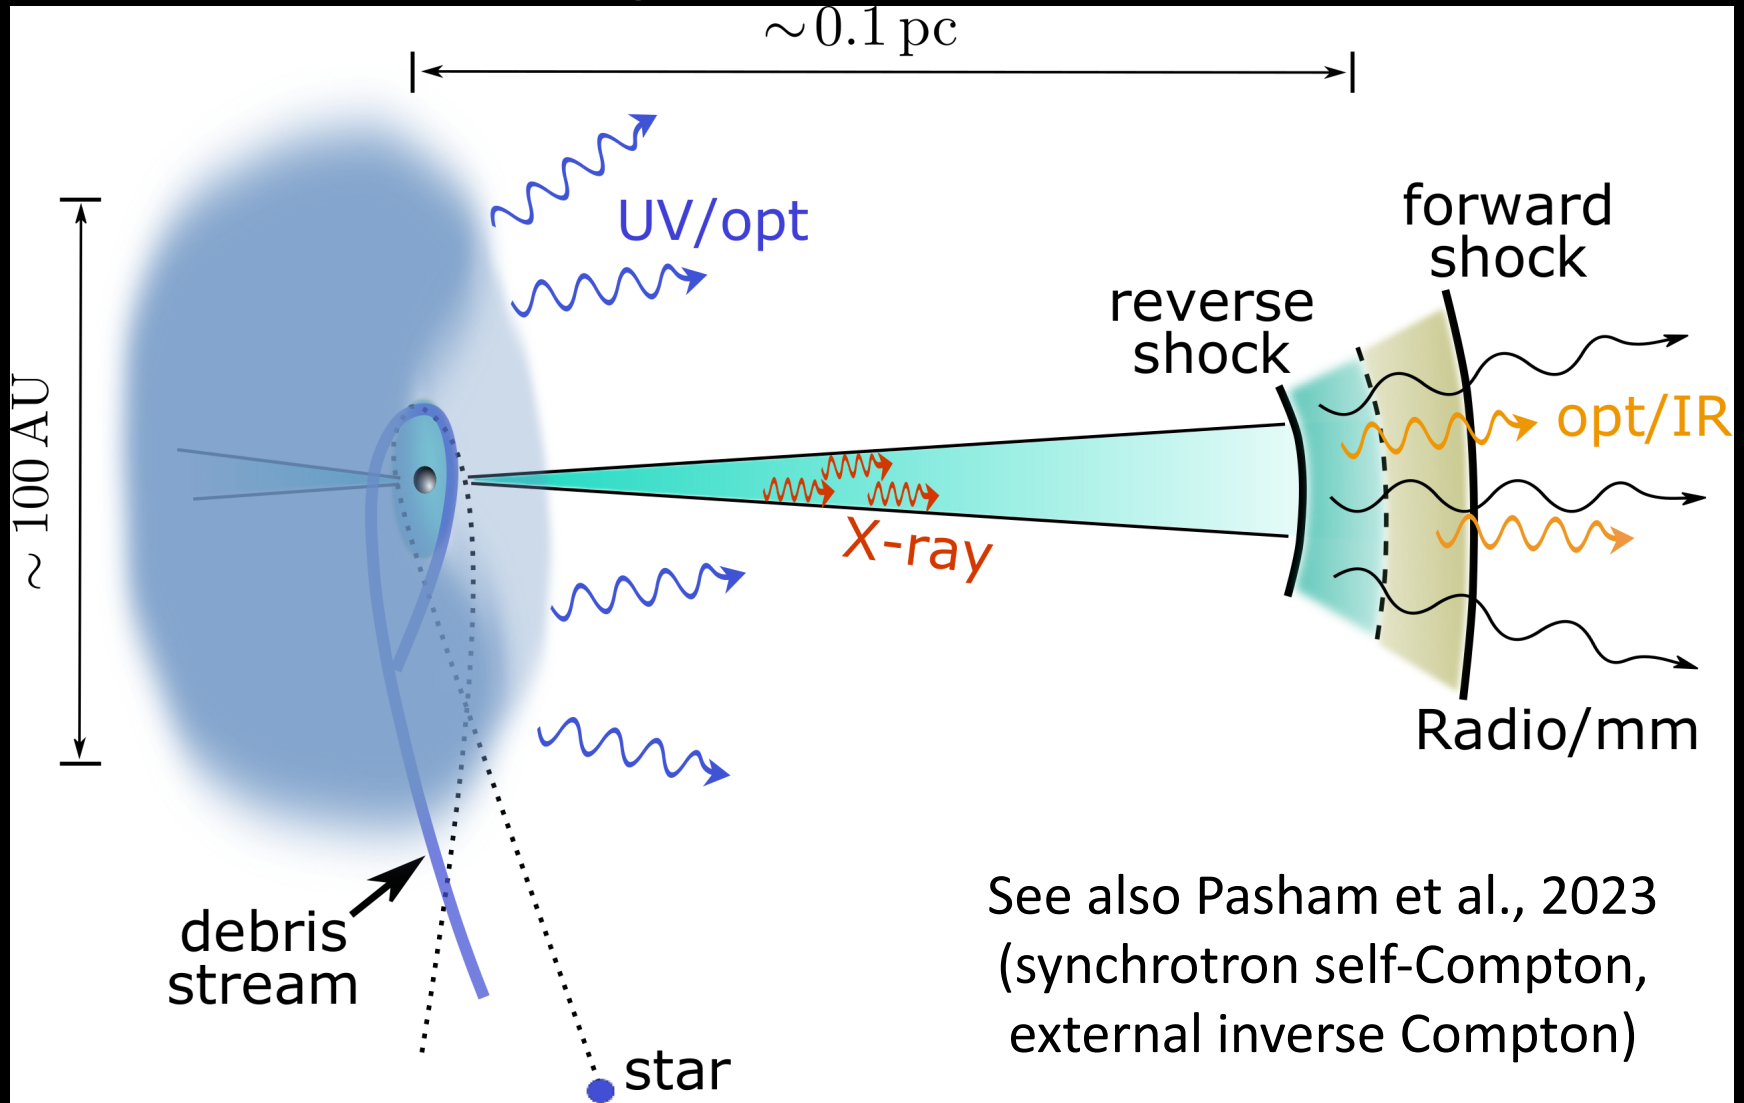 ~0.1 pc
UV/opt
forward
shock
reverse
shock
opt/IR
~ 100 AU
X-ray
Radio/mm
debris
stream
star
See also Pasham et al., 2023
(synchrotron self-Compton,
external inverse Compton)